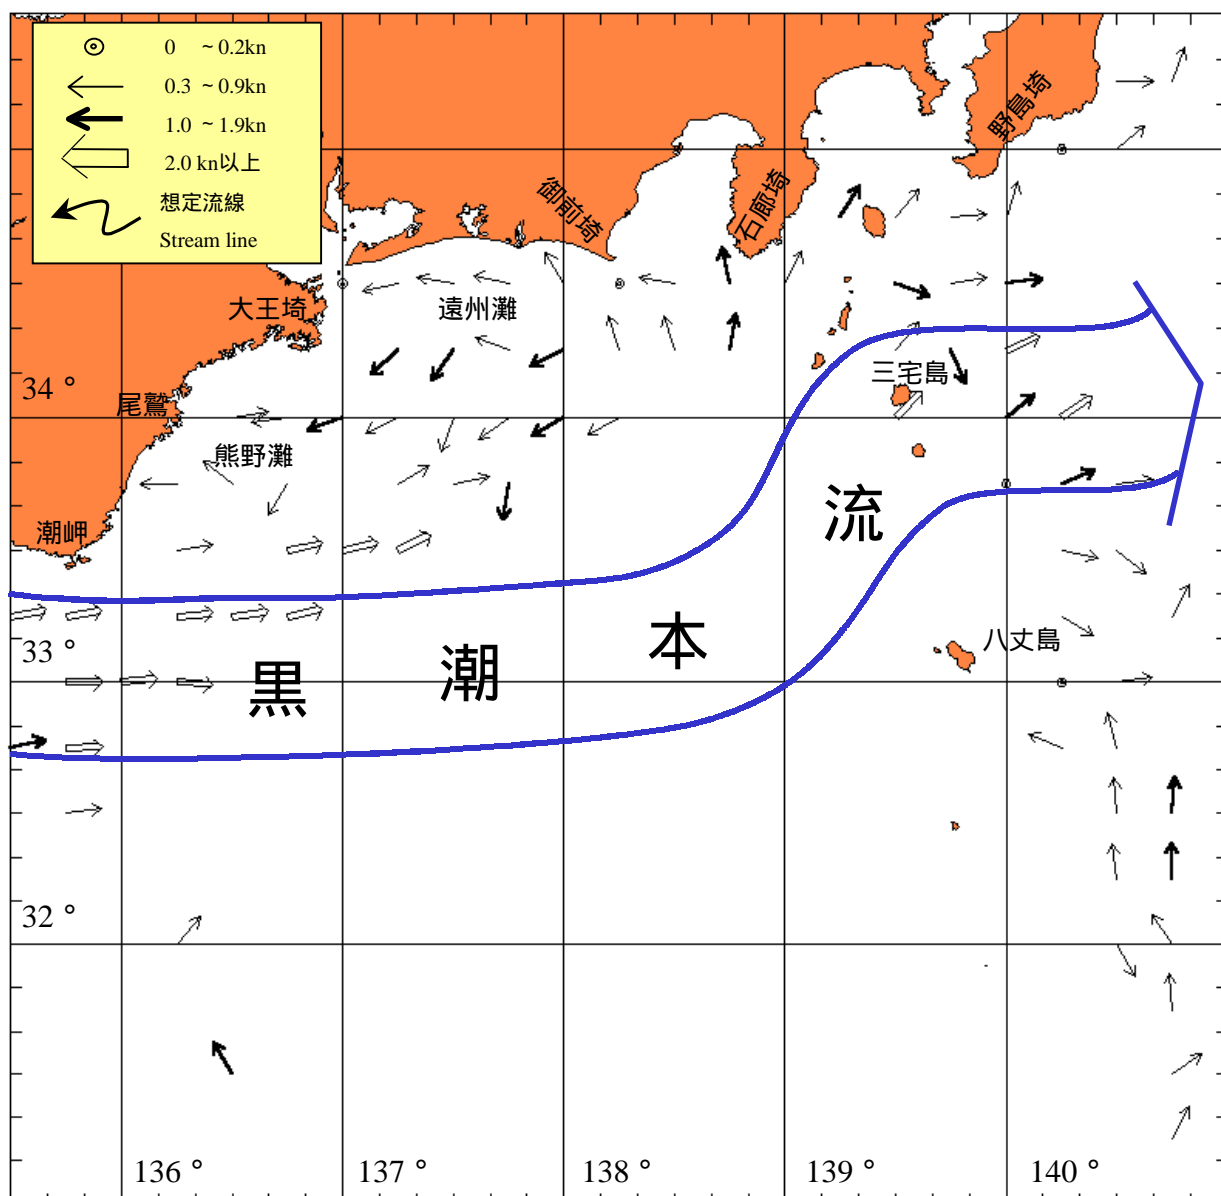 0 ~0.2kn
0.3 ~0.9kn
1.0 ~1.9kn
2.0 kn以上
想定流線
Stream line
野島埼
御前埼
石廊埼
大王埼
遠州灘
34°
尾鷲
三宅島
熊野灘
潮岬
流
33°
黒
潮
本
八丈島
32°
136°
137°
138°
139°
140°